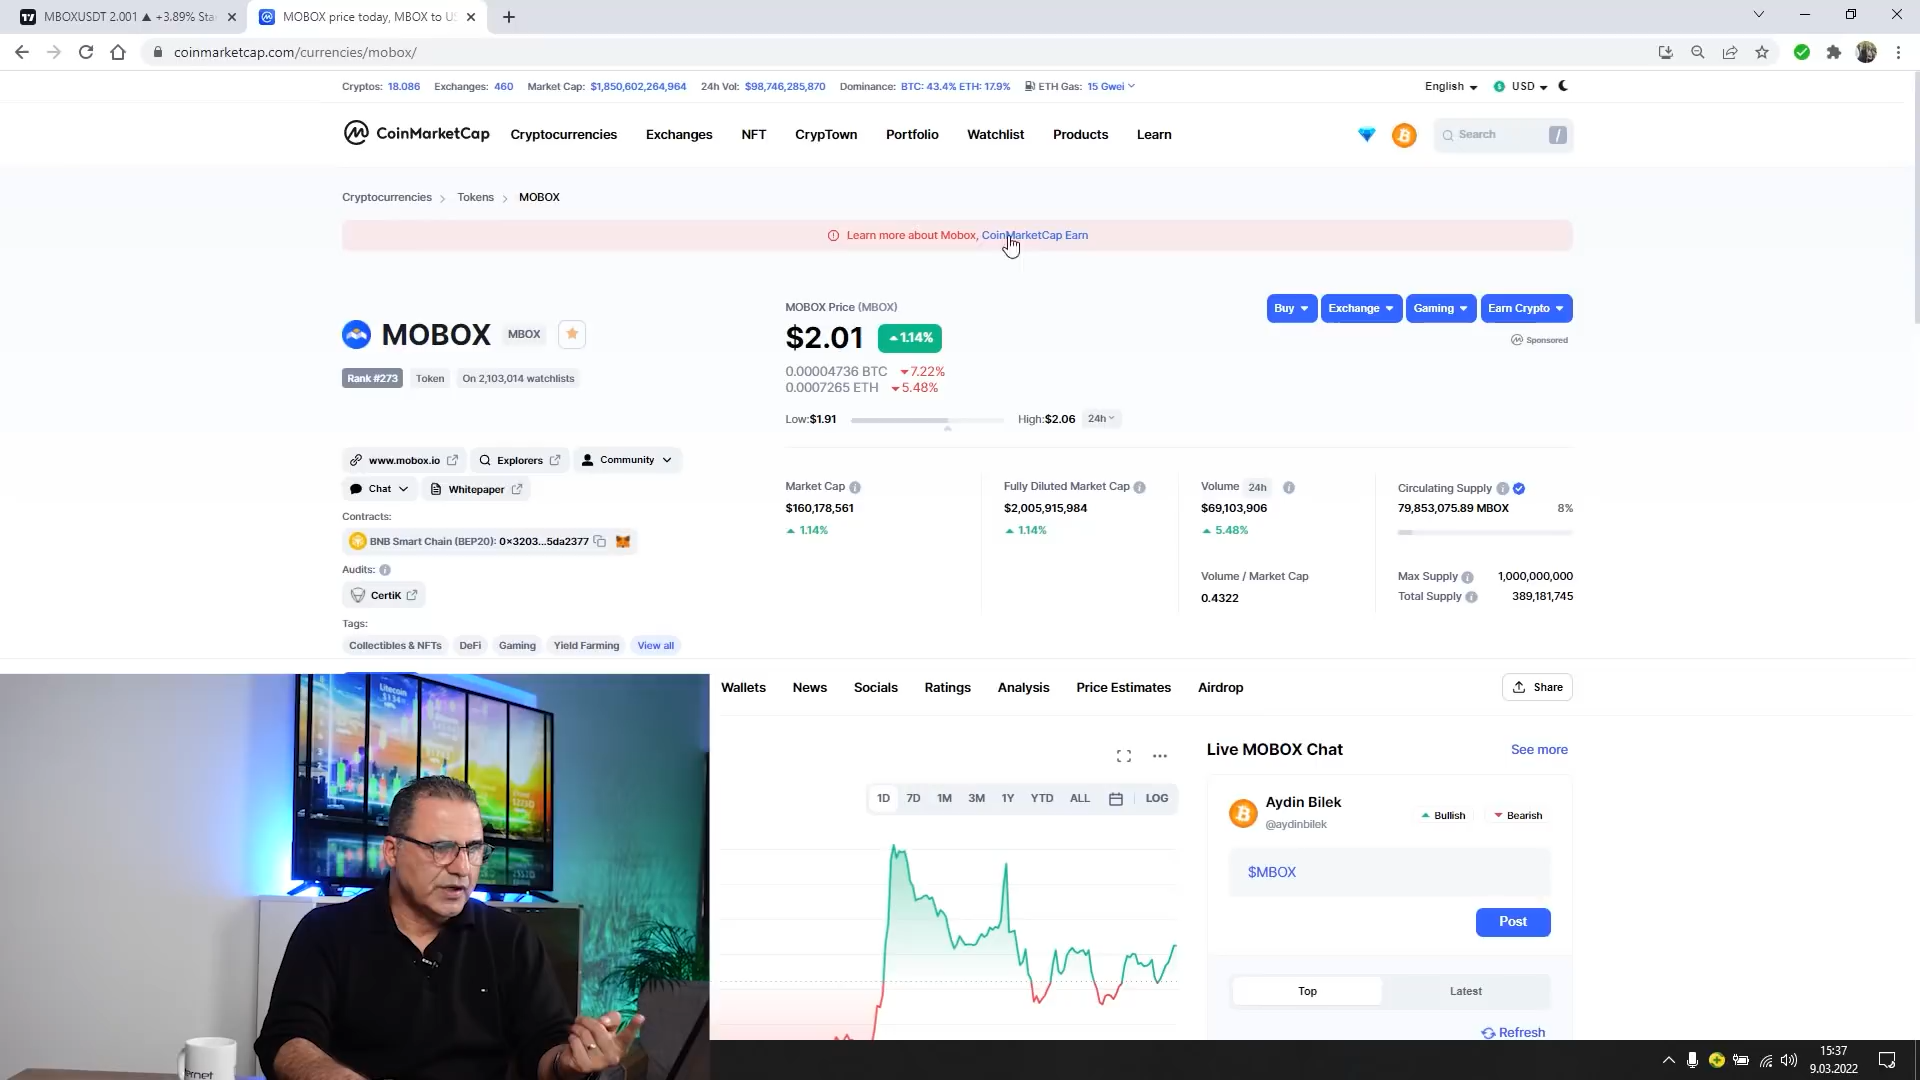 MBOXUSDT 2.001 ▲ +3.89% Sta
MOBOX price today, MBOX to US
coinmarketcap.com/currencies/mobox/
Cryptos: 18.086 Exchanges: 460 Market Cap: $1,850,602,264,964 24h Vol: $98,746,285,870 Dominance: BTC: 43.4% ETH: 17.9% ETH Gas: 15 Gwei
English USD
CoinMarketCap Cryptocurrencies Exchanges NFT CrypTown Portfolio Watchlist Products Learn
Search /
Cryptocurrencies > Tokens > MOBOX
Learn more about Mobox, CoinMarketCap Earn
MOBOX MBOX
Rank #273 Token On 2,103,014 watchlists
www.mobox.io Explorers Community
Chat Whitepaper
Contracts:
BNB Smart Chain (BEP20): 0x3203...5da2377
Audits:
CertiK
Tags:
Collectibles & NFTs DeFi Gaming Yield Farming View all
MOBOX Price (MBOX)
$2.01 1.14%
0.00004736 BTC 7.22%
0.0007265 ETH 5.48%
Low:$1.91 High:$2.06 24h
Buy Exchange Gaming Earn Crypto
Sponsored
Market Cap
$160,178,561
1.14%
Fully Diluted Market Cap
$2,005,915,984
1.14%
Volume 24h
$69,103,906
5.48%
Volume / Market Cap
0.4322
Circulating Supply
79,853,075.89 MBOX 8%
Max Supply 1,000,000,000
Total Supply 389,181,745
Wallets News Socials Ratings Analysis Price Estimates Airdrop
Share
1D 7D 1M 3M 1Y YTD ALL LOG
Live MOBOX Chat See more
Aydin Bilek
@aydinbilek
Bullish Bearish
$MBOX
Post
Top Latest
Refresh
Litecoin
15:37
9.03.2022